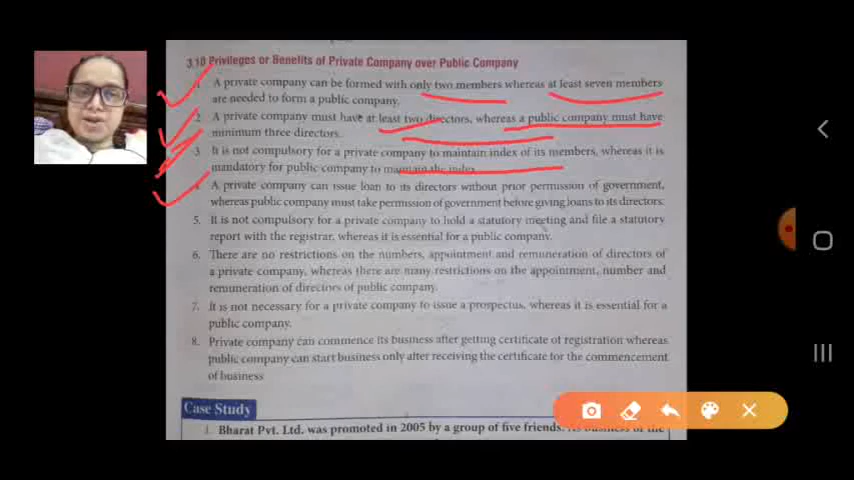 3.10 Privileges or Benefits of Private Company over Public Company
1. A private company can be formed with only two members whereas at least seven members
are needed to form a public company.
2. A private company must have at least two directors, whereas a public company must have
minimum three directors.
3. It is not compulsory for a private company to maintain index of its members, whereas it is
mandatory for public company to maintain the index.
4. A private company can issue loan to its directors without prior permission of government,
whereas public company must take permission of government before giving loans to its directors.
5. It is not compulsory for a private company to hold a statutory meeting and file a statutory
report with the registrar, whereas it is essential for a public company.
6. There are no restrictions on the numbers, appointment and remuneration of directors of
a private company, whereas there are many restrictions on the appointment, number and
remuneration of directors of public company.
7. It is not necessary for a private company to issue a prospectus, whereas it is essential for a
public company.
8. Private company can commence its business after getting certificate of registration whereas
public company can start business only after receiving the certificate for the commencement
of business
Case Study
1. Bharat Pvt. Ltd. was promoted in 2005 by a group of five friends. Its business of the